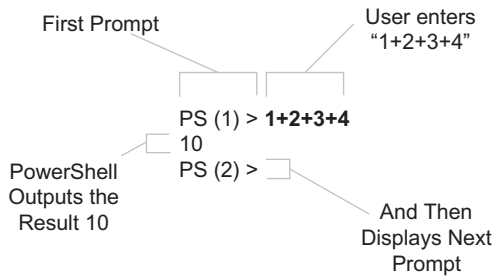 First Prompt
User enters
“1+2+3+4”
PS (1) > 1+2+3+4
10
PS (2) >
PowerShell
Outputs the
Result 10
And Then
Displays Next
Prompt